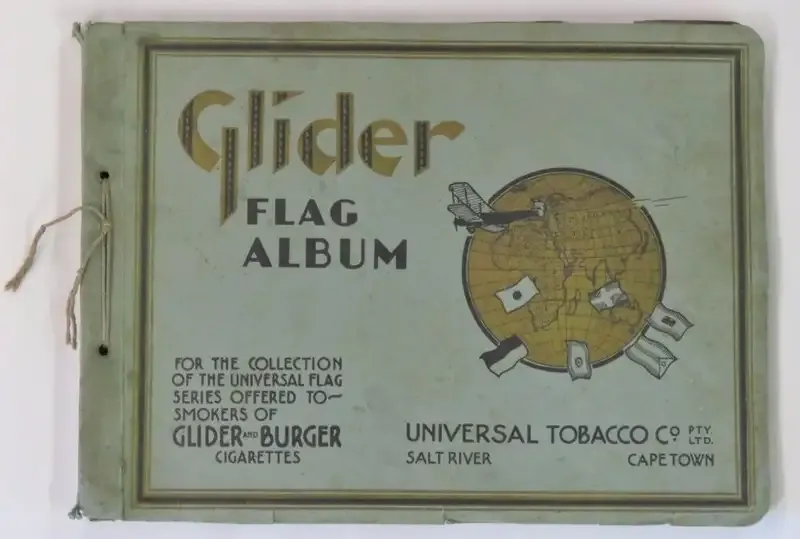 Glider
FLAG
ALBUM
FOR THE COLLECTION
OF THE UNIVERSAL FLAG
SERIES OFFERED TO~
SMOKERS OF
GLIDER AND BURGER
CIGARETTES
UNIVERSAL TOBACCO Co. PTY. LTD.
SALT RIVER CAPE TOWN